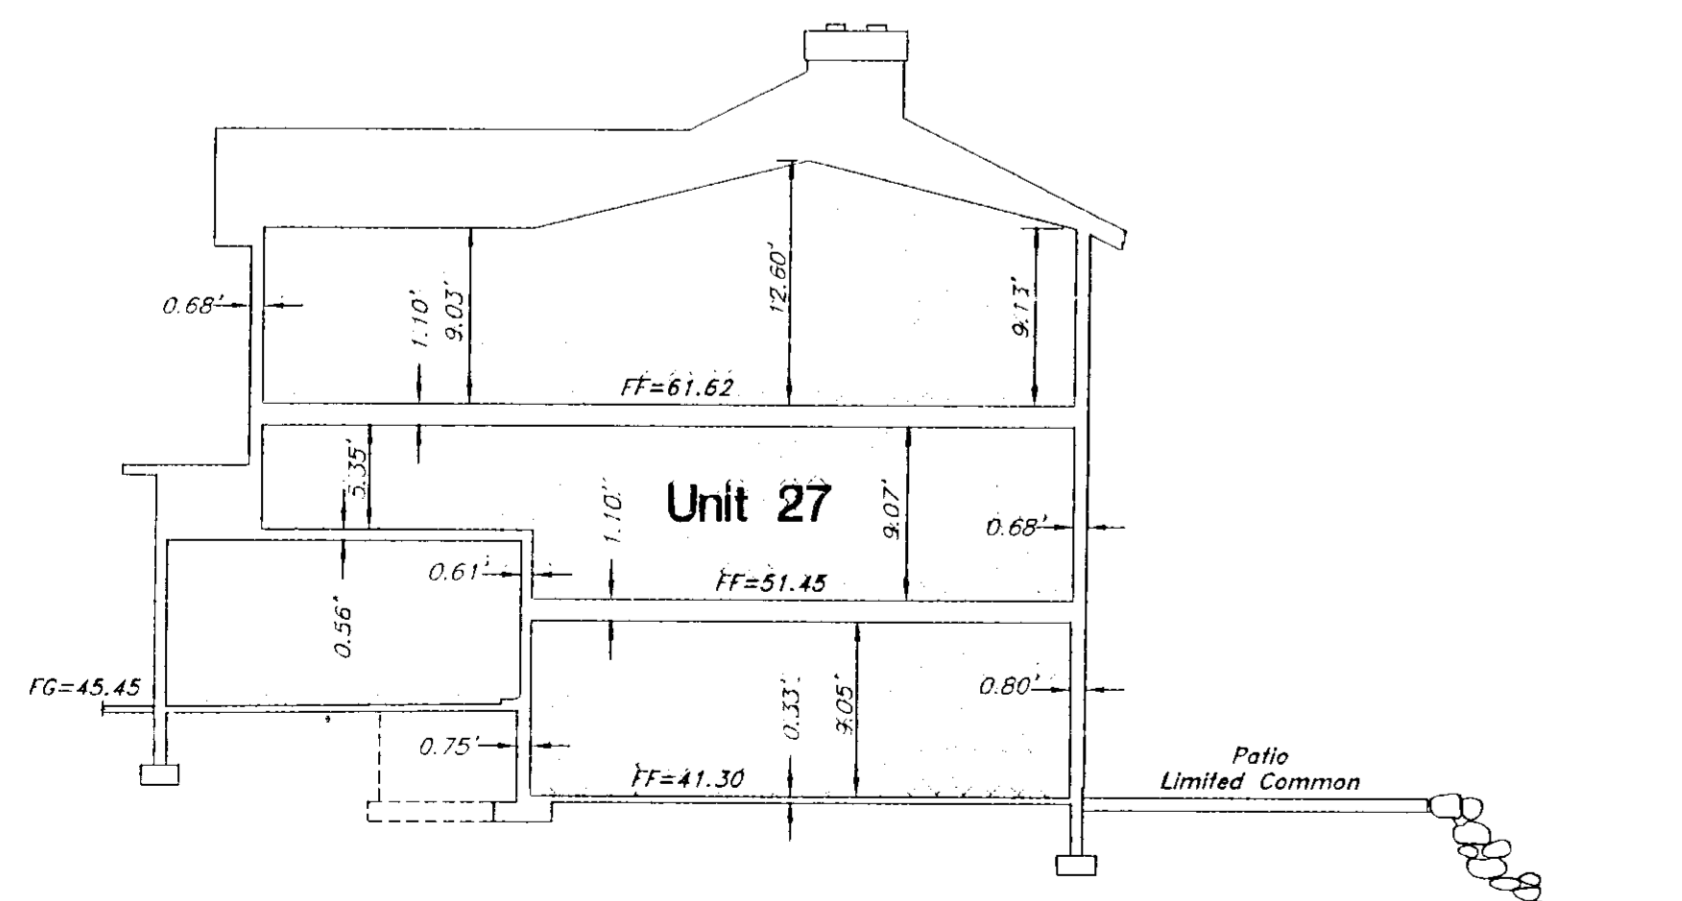 12.60'
0.68'
1.10'
9.03'
9.13'
FF=61.62
5.35'
Unit 27
1.10'
9.07'
0.68'
0.61'
FF=51.45
0.56'
FG=45.45
0.80'
0.33'
9.05'
0.75'
FF=41.30
Patio
Limited Common